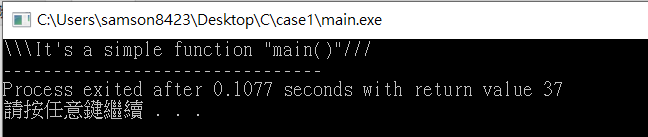 C:\Users\samson8423\Desktop\C\case1\main.exe
\\\It's a simple function "main()"///
--------------------------------
Process exited after 0.1077 seconds with return value 37
請按任意鍵繼續 . . .